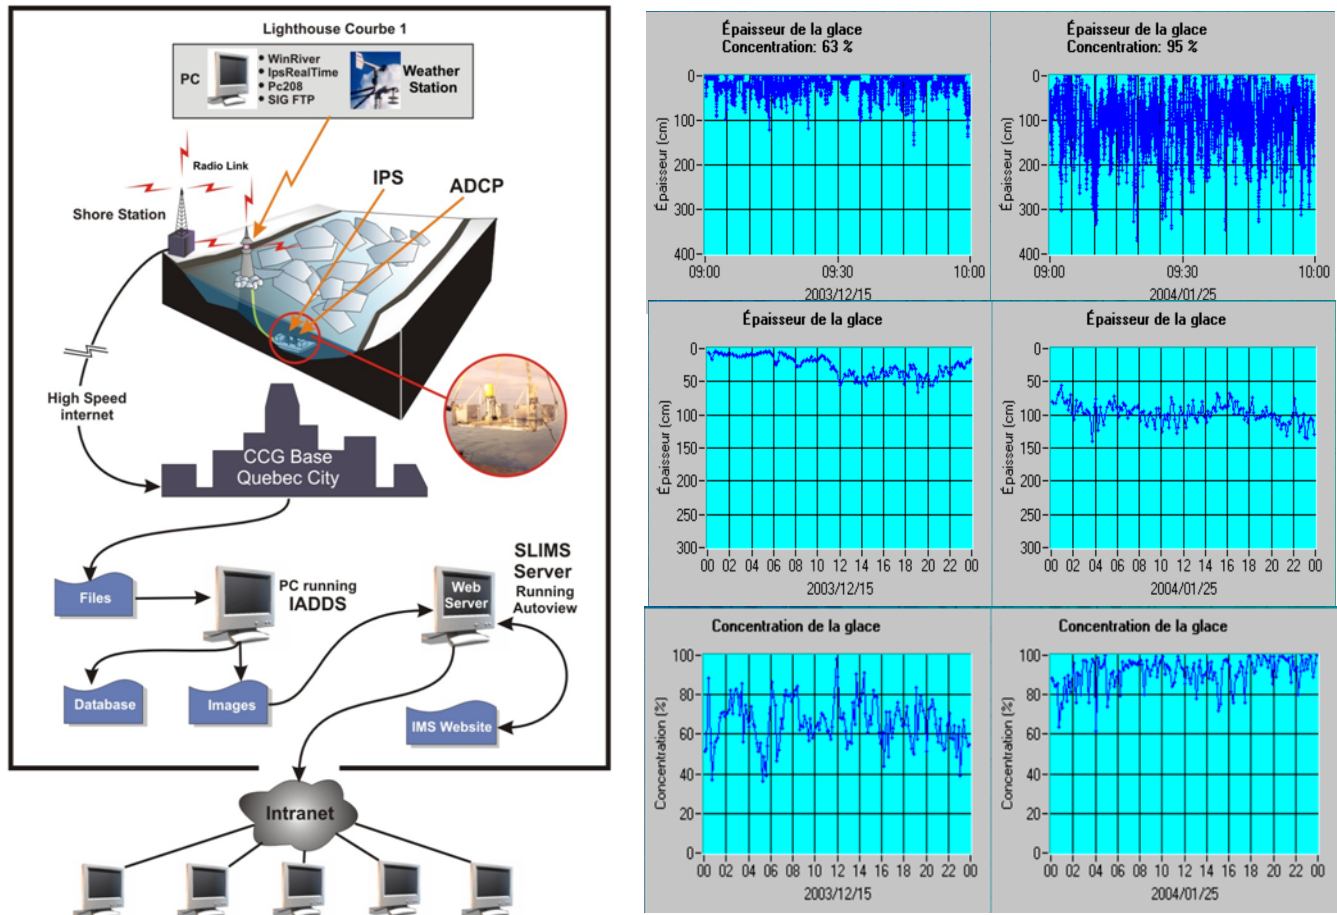 Lighthouse Courbe 1
PC
• WinRiver
• IpsRealTime
• Pc208
• SIG FTP
Weather
Station
Radio Link
IPS
ADCP
Shore Station
High Speed
internet
CCG Base
Quebec City
Files
PC running
IADDS
Web
Server
SLIMS
Server
Running
Autoview
Database
Images
IMS Website
Intranet
Épaisseur de la glace
Concentration: 63 %
Épaisseur (cm)
0
100
200
300
400
09:00 09:30 10:00
2003/12/15
Épaisseur de la glace
Concentration: 95 %
Épaisseur (cm)
0
100
200
300
400
09:00 09:30 10:00
2004/01/25
Épaisseur de la glace
Épaisseur (cm)
0
50
100
150
200
250
300
00 02 04 06 08 10 12 14 16 18 20 22 00
2003/12/15
Épaisseur de la glace
Épaisseur (cm)
0
50
100
150
200
250
300
00 02 04 06 08 10 12 14 16 18 20 22 00
2004/01/25
Concentration de la glace
Concentration (%)
100
80
60
40
20
0
00 02 04 06 08 10 12 14 16 18 20 22 00
2003/12/15
Concentration de la glace
Concentration (%)
100
80
60
40
20
0
00 02 04 06 08 10 12 14 16 18 20 22 00
2004/01/25